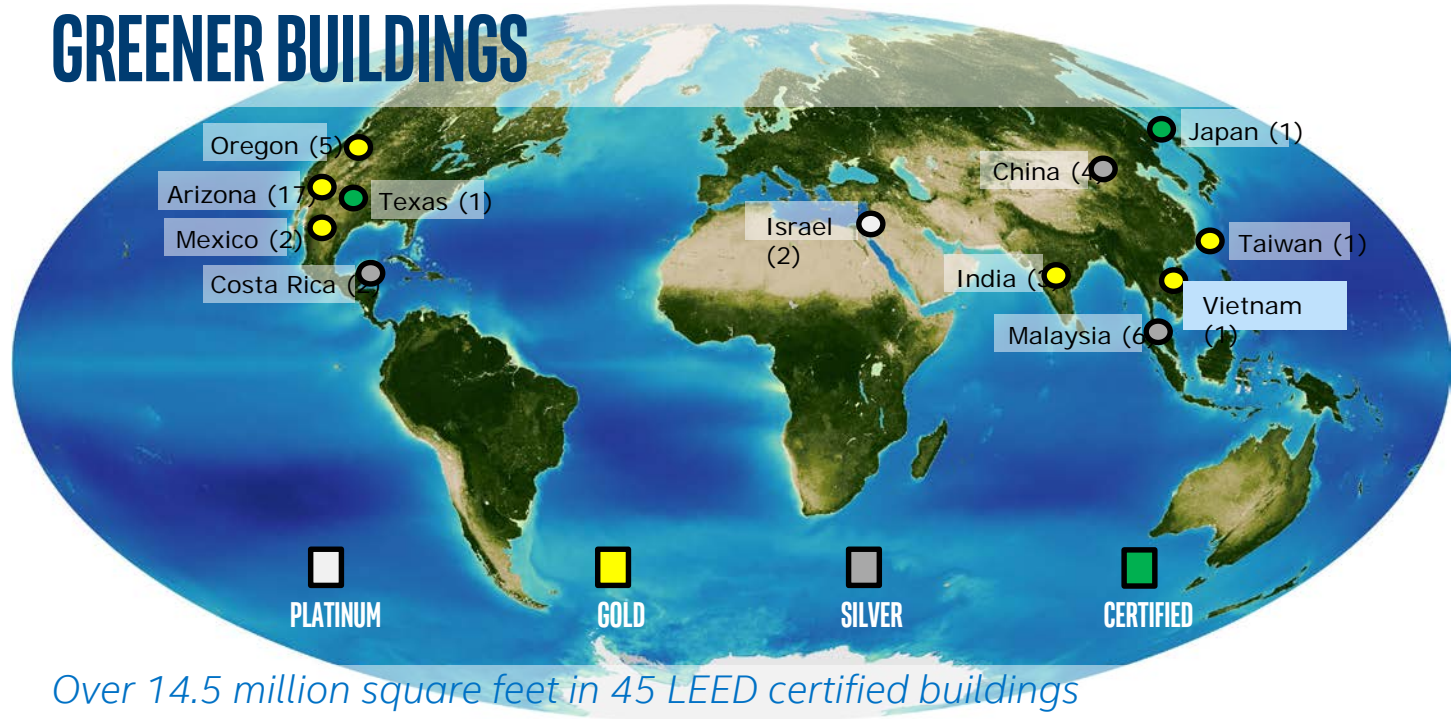 GREENER BUILDINGS
Oregon (5)
Japan (1)
China (4)
Arizona (17)
Texas (1)
Israel
(2)
Mexico (2)
Taiwan (1)
Costa Rica (2)
India (3)
Vietnam
(1)
Malaysia (6
PLATINUM
GOLD
SILVER
CERTIFIED
Over 14.5 million square feet in 45 LEED certified buildings